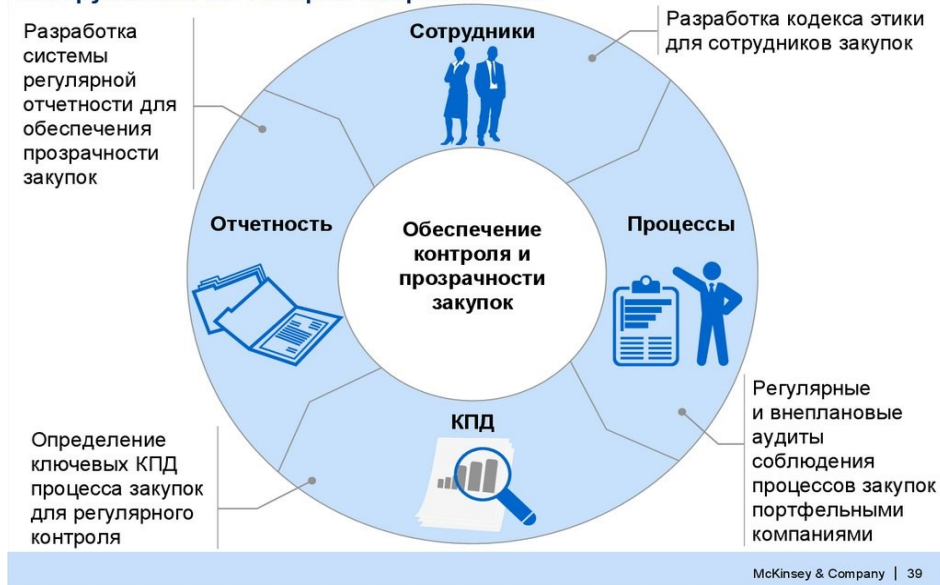 Сотрудники
Разработка кодекса этики
для сотрудников закупок
Разработка
системы
регулярной
отчетности для
обеспечения
прозрачности
закупок
Отчетность
Обеспечение
контроля и
прозрачности
закупок
Процессы
КПД
Определение
ключевых КПД
процесса закупок
для регулярного
контроля
Регулярные
и внеплановые
аудиты
соблюдения
процессов закупок
портфельными
компаниями
McKinsey & Company | 39